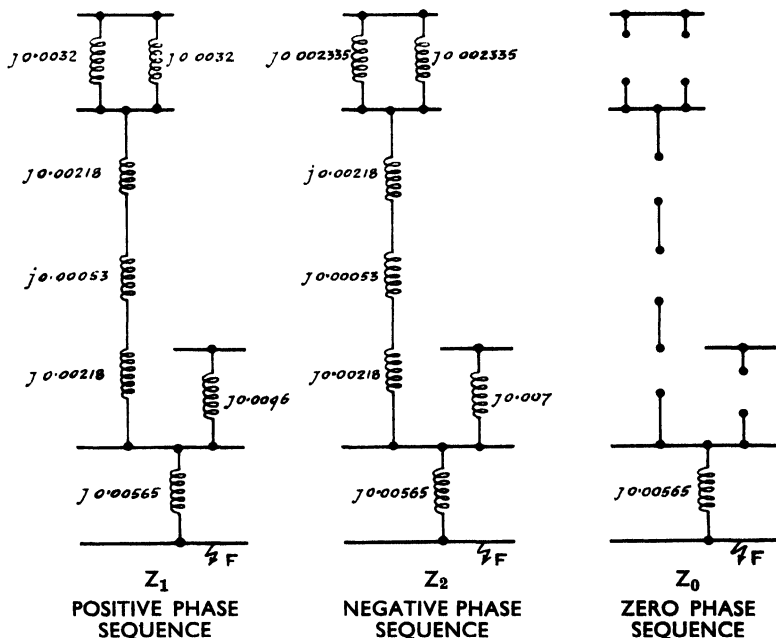 j0·0032
j0 0032
j0·00218
j0·00053
j0·00218
j0·0096
j0·00565
F
Z1
POSITIVE PHASE
SEQUENCE
j0 002335
j0 002335
j0·00218
j0·00053
j0·00218
j0·007
j0·00565
F
Z2
NEGATIVE PHASE
SEQUENCE
j0·00565
F
Z0
ZERO PHASE
SEQUENCE